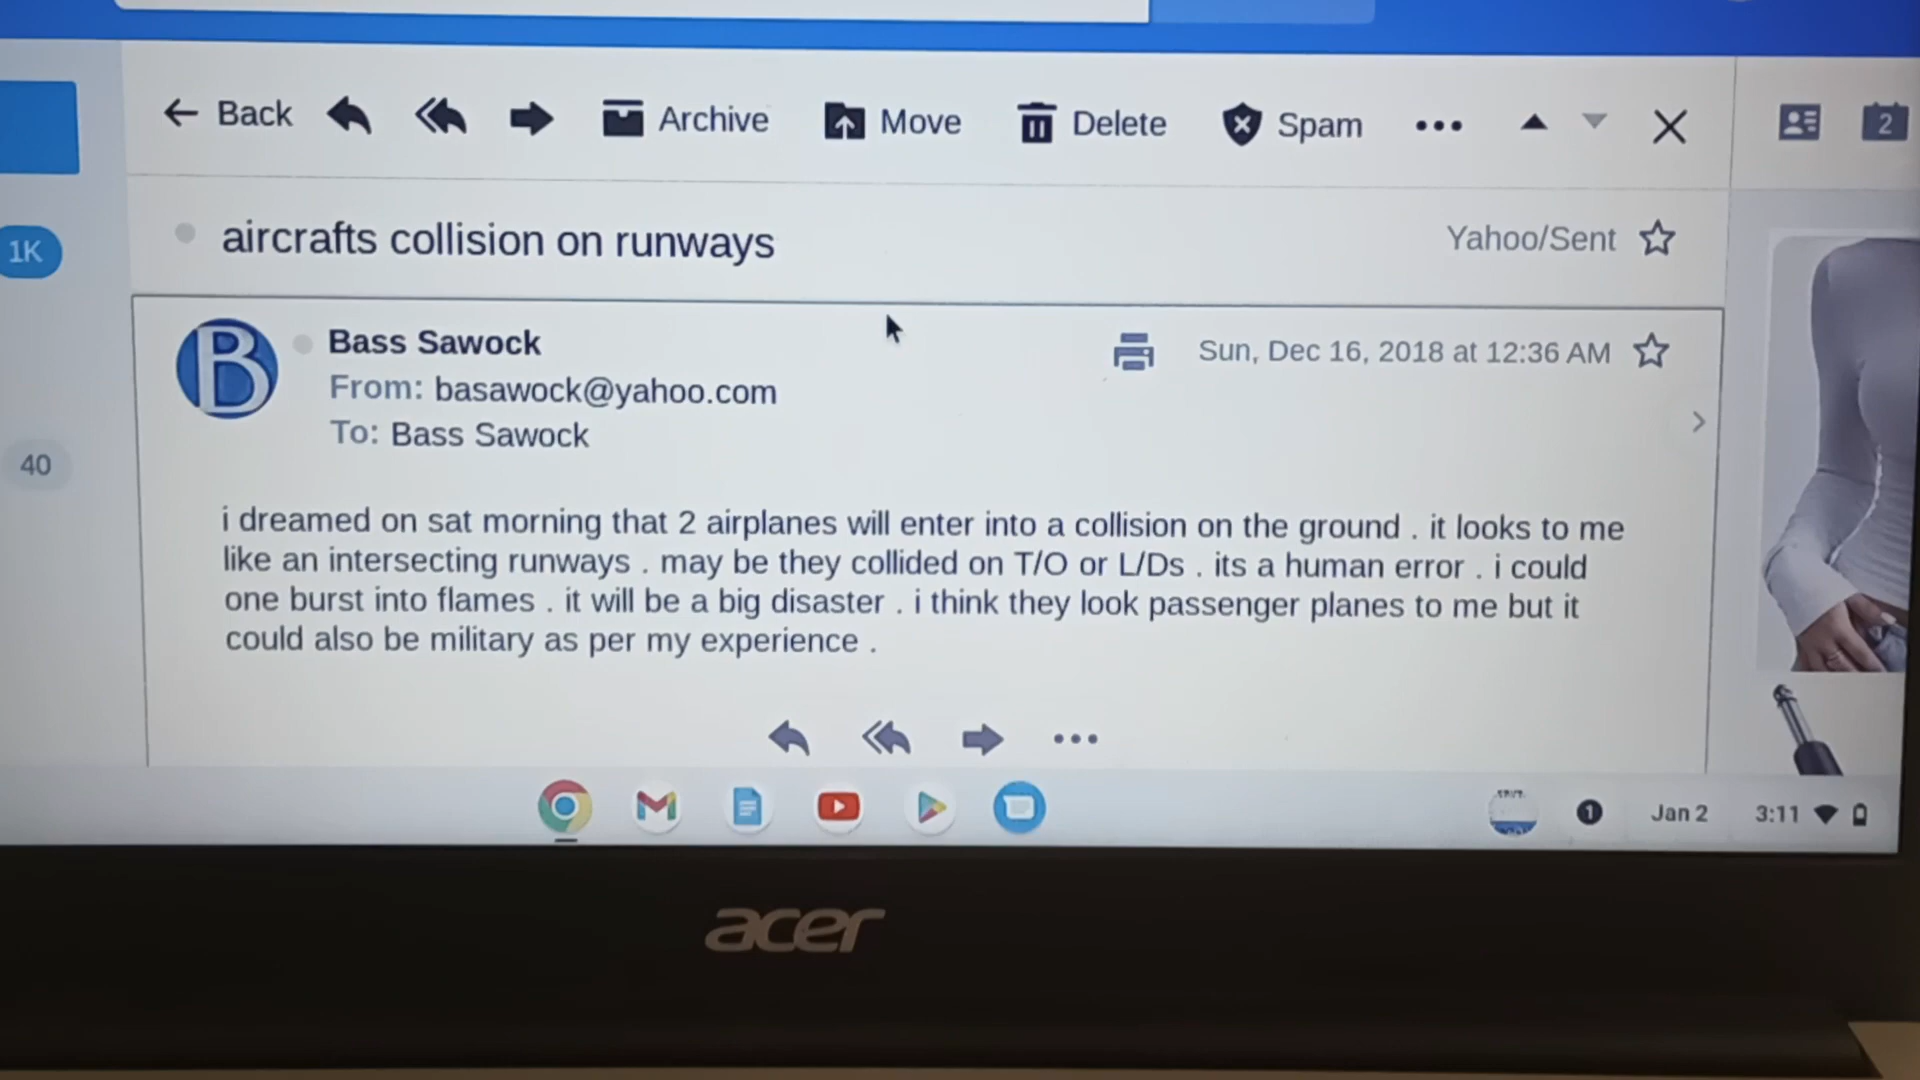 Back
Archive
Move
Delete
Spam
2
aircrafts collision on runways
Yahoo/Sent
1K
B
Bass Sawock
Sun, Dec 16, 2018 at 12:36 AM
From: basawock@yahoo.com
To: Bass Sawock
40
i dreamed on sat morning that 2 airplanes will enter into a collision on the ground . it looks to me
like an intersecting runways . may be they collided on T/O or L/Ds . its a human error . i could
one burst into flames . it will be a big disaster . i think they look passenger planes to me but it
could also be military as per my experience .
1
Jan 2
3:11
acer